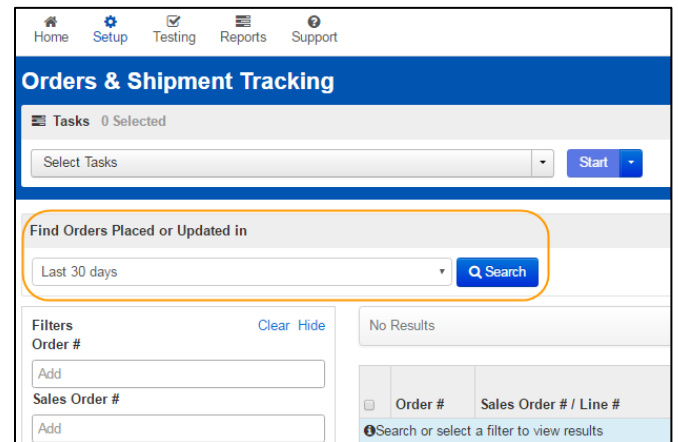 Home Setup Testing Reports Support
Orders & Shipment Tracking
Tasks 0 Selected
Select Tasks Start
Find Orders Placed or Updated in
Last 30 days Search
Filters Clear Hide No Results
Order #
Add
Sales Order # Order # Sales Order # / Line #
Add Search or select a filter to view results